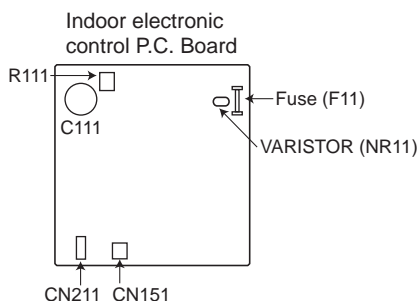 Indoor electronic
control P.C. Board
R111
C111
Fuse (F11)
VARISTOR (NR11)
CN211 CN151